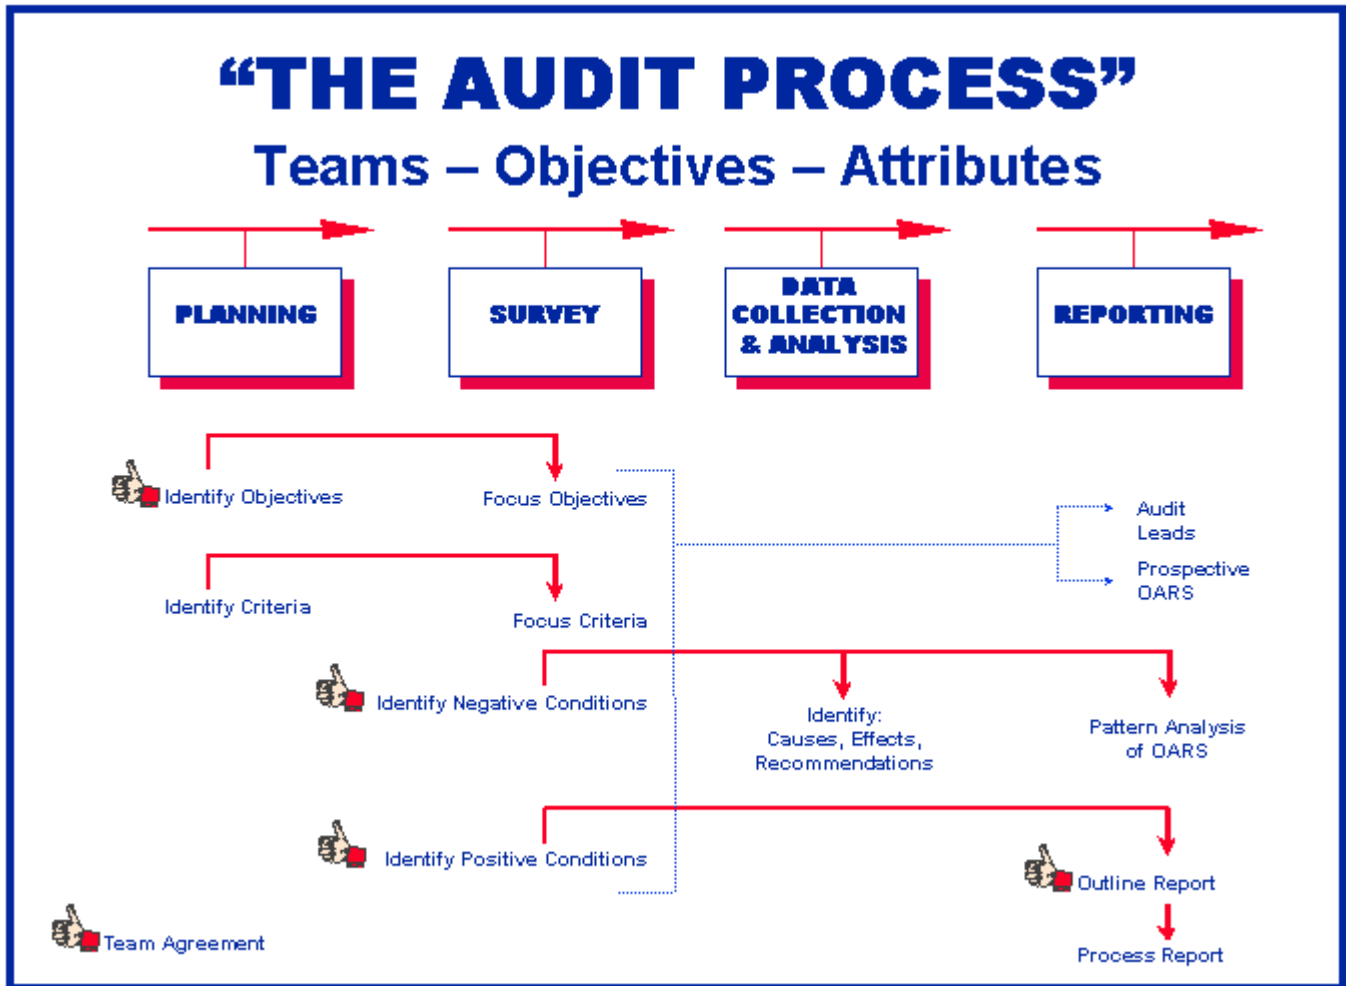 “THE AUDIT PROCESS”
Teams – Objectives – Attributes
PLANNING
SURVEY
DATA
COLLECTION
& ANALYSIS
REPORTING
Identify Objectives
Focus Objectives
Audit
Leads
Prospective
OARS
Identify Criteria
Focus Criteria
Identify Negative Conditions
Identify:
Causes, Effects,
Recommendations
Pattern Analysis
of OARS
Identify Positive Conditions
Outline Report
Team Agreement
Process Report